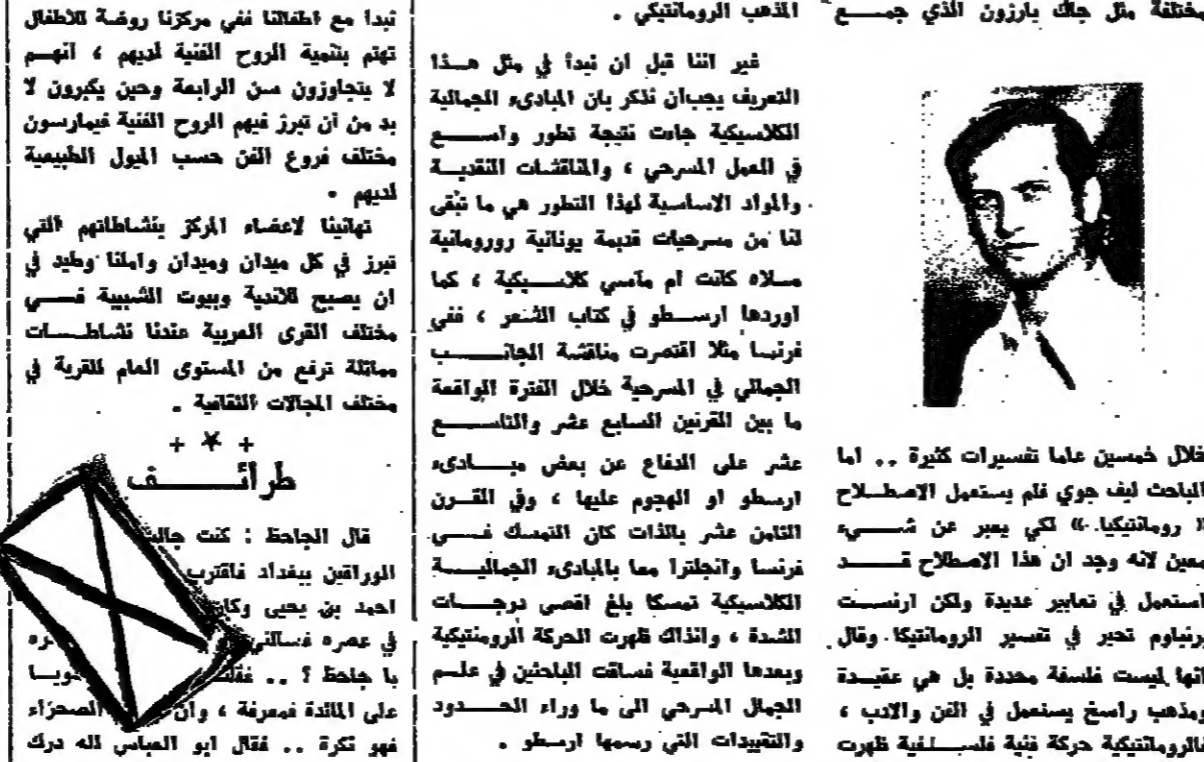 مختلفة مثل جاك بارزون الذي جمع
خلال خمسين عاما تفسيرات كثيرة .. اما
الباحث ليف جوي فلم يستعمل الاصطلاح
« رومانتيكيا » لكي يعبر عن شيء
معين لانه وجد ان هذا الاصطلاح قد
استعمل في تعابير عديدة ولكن ارنست
برنباوم تحير في تفسير الرومانتيكا وقال
انها ليست فلسفة محددة بل هي عقيدة
ومذهب راسخ يستعمل في الفن والادب ،
فالرومانتيكية حركة فنية فلسفية ظهرت
المذهب الرومانتيكي .
غير اننا قبل ان نبدأ في مثل هذا
التعريف يجب ان نذكر بان المبادىء الجمالية
الكلاسيكية جاءت نتيجة تطور واسع
في العمل المسرحي ، والمناقشات النقدية
والمواد الاساسية لهذا التطور هي ما تبقى
لنا من مسرحيات قديمة يونانية ورورومانية
مسلاه كانت ام مآسي كلاسيكية ، كما
اوردها ارسطو في كتاب الشعر ، ففي
فرنسا مثلا اقتصرت مناقشة الجانب
الجمالي في المسرحية خلال الفترة الواقعة
ما بين القرنين السابع عشر والتاسع
عشر على الدفاع عن بعض مبادىء
ارسطو او الهجوم عليها ، وفي القرن
الثامن عشر بالذات كان التمسك في
فرنسا وانجلترا معا بالمبادىء الجمالية
الكلاسيكية تمسكا بلغ اقصى درجات
الشدة ، وانذاك ظهرت الحركة الرومنتيكية
وبعدها الواقعية فساقت الباحثين في علم
الجمال المسرحي الى ما وراء الحدود
والتقييدات التي رسمها ارسطو .
نبدأ مع اطفالنا ففي مركزنا روضة للاطفال
تهتم بتنمية الروح الفنية لديهم ، انهم
لا يتجاوزون سن الرابعة وحين يكبرون لا
بد من ان تبرز فيهم الروح الفنية فيمارسون
مختلف فروع الفن حسب الميول الطبيعية
لديهم .
تهانينا لاعضاء المركز بنشاطاتهم التي
تبرز في كل ميدان وميدان واملنا وطيد في
ان يصبح للاندية وبيوت الشبيبة في
مختلف القرى العربية عندنا نشاطات
مماثلة ترفع من المستوى العام للقرية في
مختلف المجالات الثقافية .
طرائف
قال الجاحظ : كنت
الوراقين ببغداد فاقترب
احمد بن يحيى
في عصره فسألني
يا جاحظ ؟ ..
على المائدة فمعرفة ، الصحراء
فهو نكرة .. فقال ابو العباس لله درك